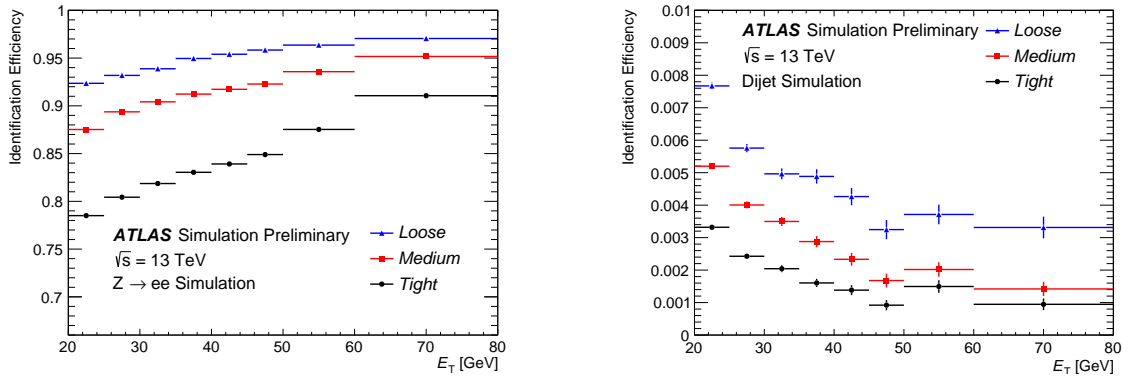 Identification Efficiency
1
0.95
0.9
0.85
0.8
0.75
0.7
ATLAS Simulation Preliminary
√s = 13 TeV
Z → ee Simulation
Loose
Medium
Tight
20 30 40 50 60 70 80
E_T [GeV]
Identification Efficiency
0.01
0.009
0.008
0.007
0.006
0.005
0.004
0.003
0.002
0.001
0
ATLAS Simulation Preliminary
√s = 13 TeV
Dijet Simulation
Loose
Medium
Tight
20 30 40 50 60 70 80
E_T [GeV]